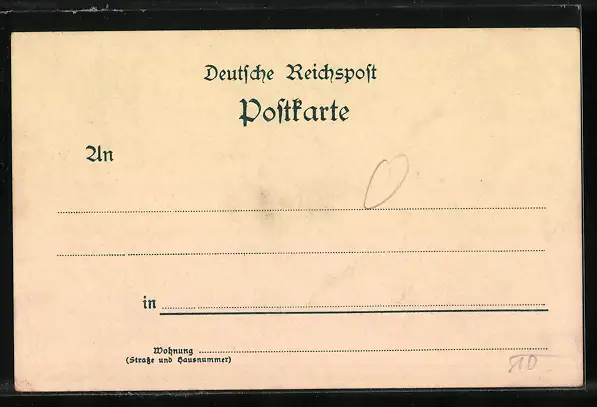 Deutsche Reichspost
Postkarte
An
in
Wohnung
(Straße und Hausnummer)